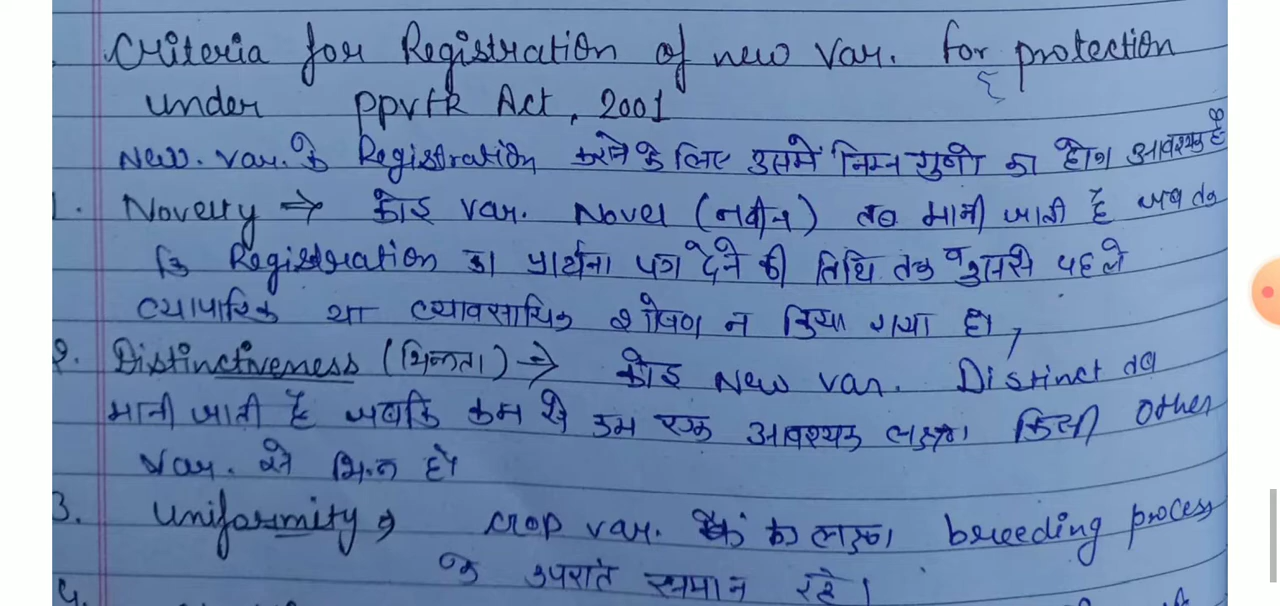 Criteria for Registration of new var. for protection
under PPVFR Act, 2001
New. var. के Registration करने के लिए उसमें निम्न गुणो का होना आवश्यक है
1. Novelty ⇒ कोइ var. Novel (नवीन) तब मानी जाती है जब तक
कि Registration का प्रार्थना पत्र देने की तिथि तक व उससे पहले
व्यापारिक या व्यावसायिक शोषण न किया गया हो,
2. Distinctiveness (भिन्नता) → कोइ New var. Distinct तब
मानी जाती है जबकि कम से कम एक आवश्यक लक्षण किसी other
var. से भिन्न हो
3. Uniformity ⇒ crop var. का लक्षण breeding process
के उपरांत समान रहे।
4.